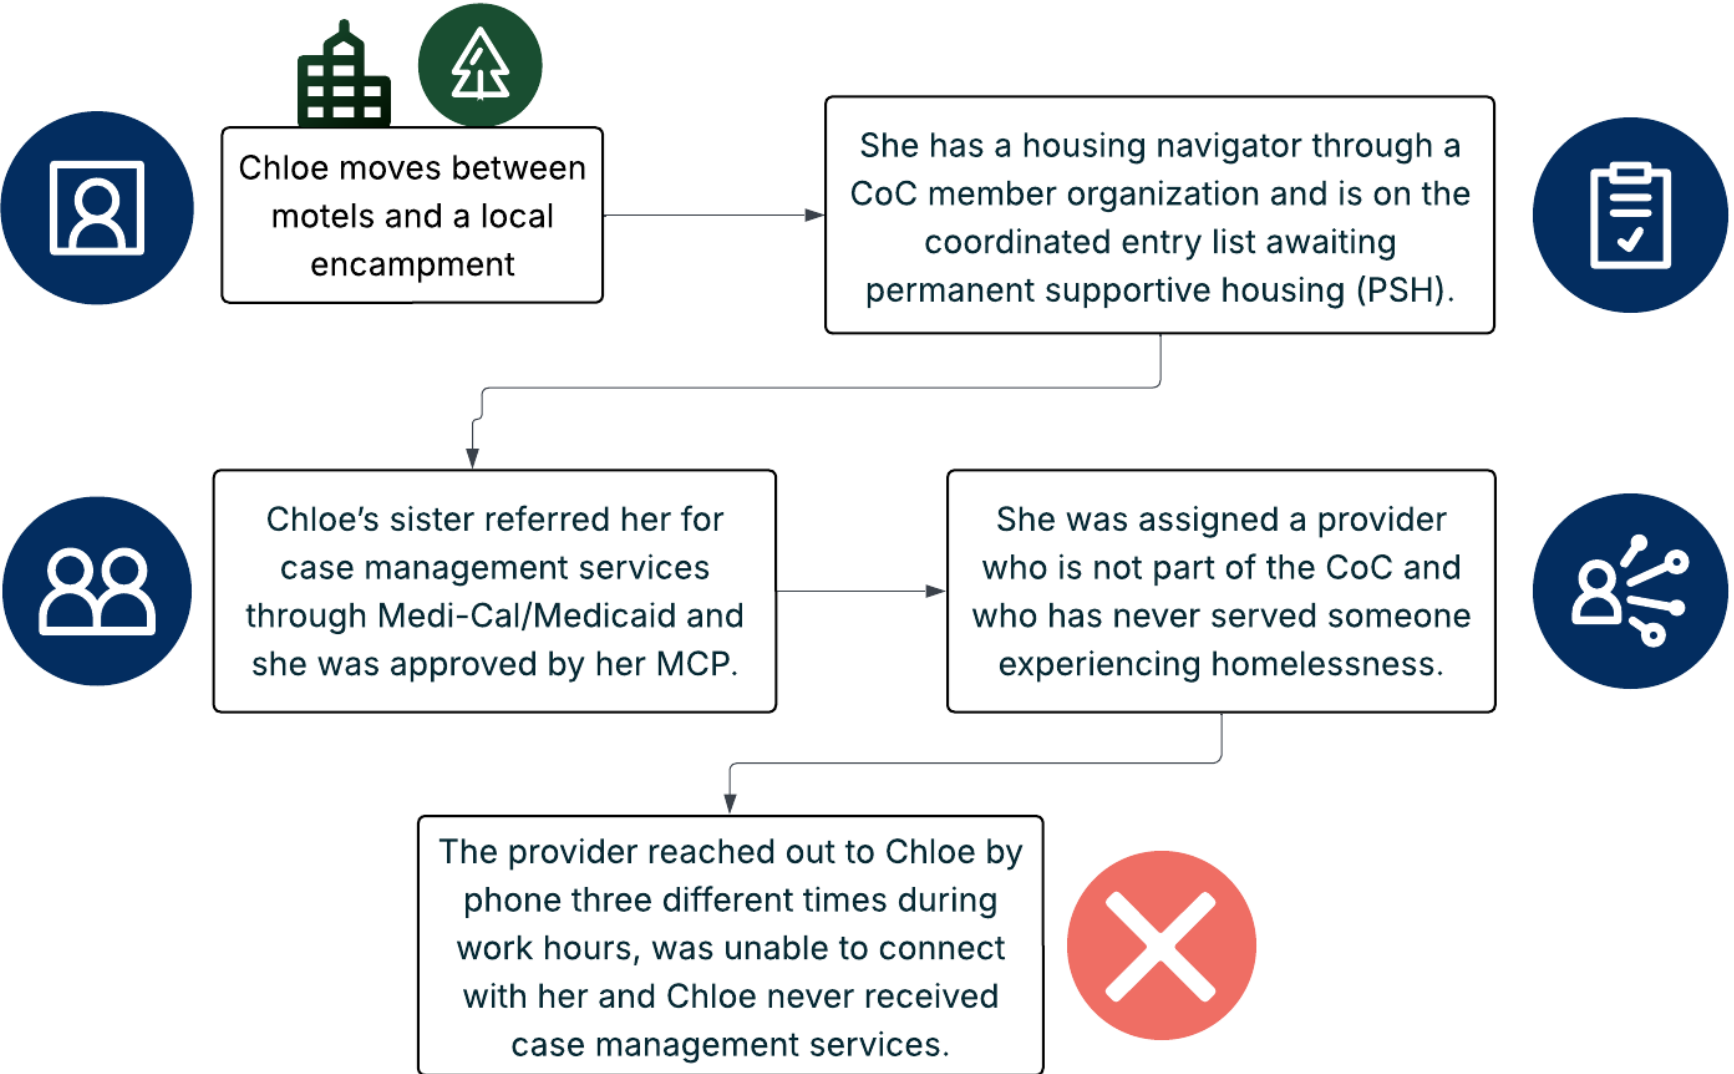 Chloe moves between
motels and a local
encampment
She has a housing navigator through a
CoC member organization and is on the
coordinated entry list awaiting
permanent supportive housing (PSH).
Chloe’s sister referred her for
case management services
through Medi-Cal/Medicaid and
she was approved by her MCP.
She was assigned a provider
who is not part of the CoC and
who has never served someone
experiencing homelessness.
The provider reached out to Chloe by
phone three different times during
work hours, was unable to connect
with her and Chloe never received
case management services.